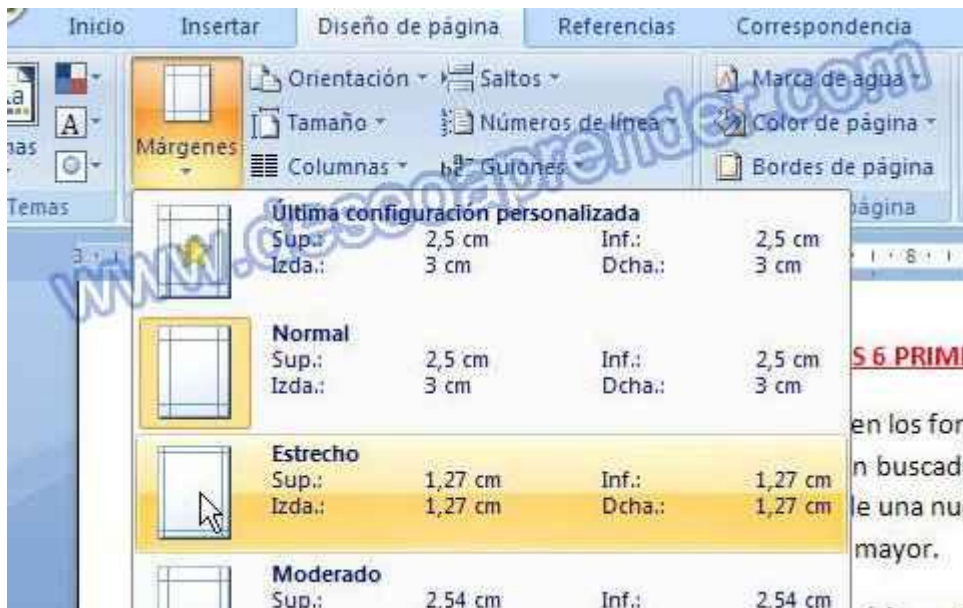 Inicio Insertar Diseño de página Referencias Correspondencia
Orientación Saltos Marca de agua
A Tamaño Números de línea Color de página
Márgenes
Columnas Guiones Bordes de página
Temas página
www.deseoaprender.com
Última configuración personalizada
Sup.: 2,5 cm Inf.: 2,5 cm
Izda.: 3 cm Dcha.: 3 cm
Normal
Sup.: 2,5 cm Inf.: 2,5 cm
Izda.: 3 cm Dcha.: 3 cm
S 6 PRIM
Estrecho
Sup.: 1,27 cm Inf.: 1,27 cm
Izda.: 1,27 cm Dcha.: 1,27 cm
en los for
n buscad
le una nu
mayor.
Moderado
Sup.: 2,54 cm Inf.: 2,54 cm